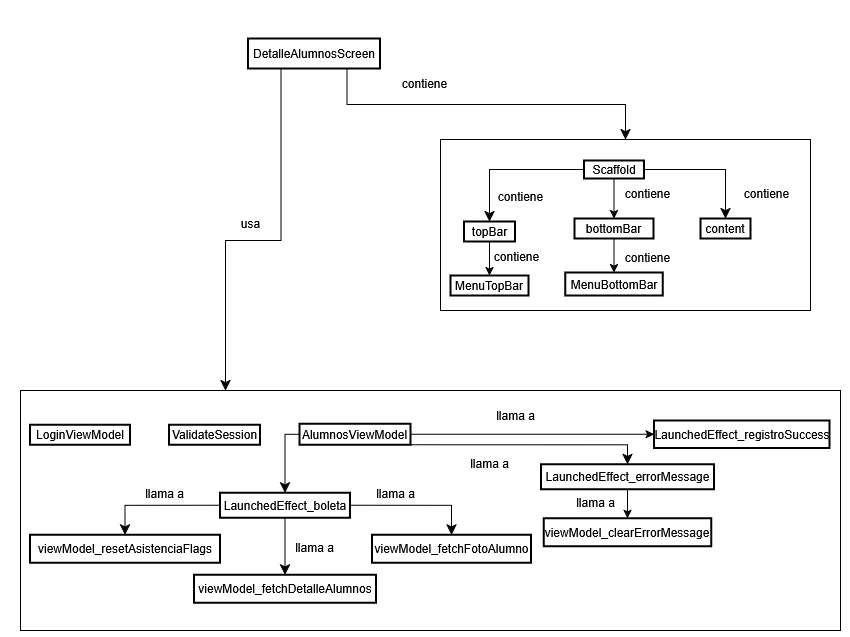 DetalleAlumnosScreen
contiene
Scaffold
contiene
contiene
contiene
topBar
bottomBar
content
contiene
contiene
MenuTopBar
MenuBottomBar
usa
LoginViewModel
ValidateSession
AlumnosViewModel
llama a
LaunchedEffect_registroSuccess
llama a
LaunchedEffect_errorMessage
llama a
viewModel_clearErrorMessage
LaunchedEffect_boleta
llama a
llama a
viewModel_resetAsistenciaFlags
llama a
viewModel_fetchFotoAlumno
viewModel_fetchDetalleAlumnos